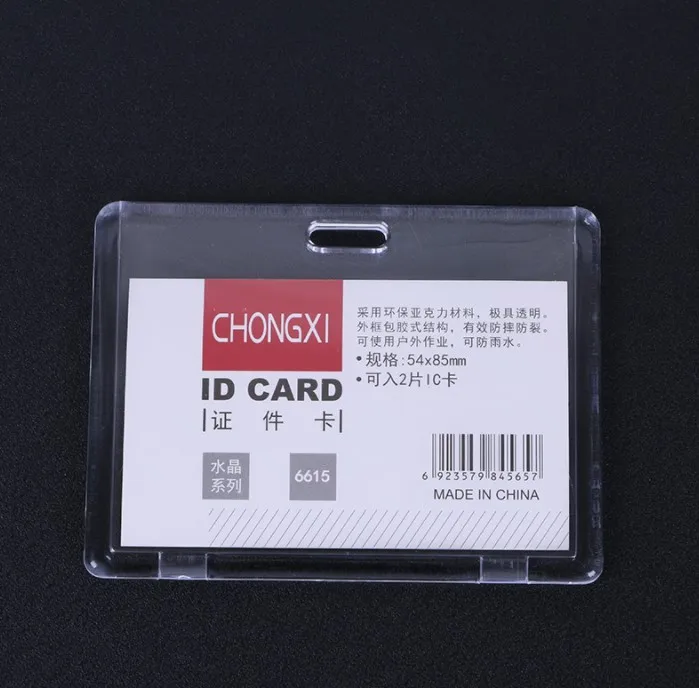 CHONGXI
ID CARD
证件卡
水晶
系列
6615
采用环保亚克力材料，极具透明。
外框包胶式结构，有效防摔防裂。
可使用户外作业，可防雨水。
•规格:54x85mm
•可入2片IC卡
6 923579 845657
MADE IN CHINA